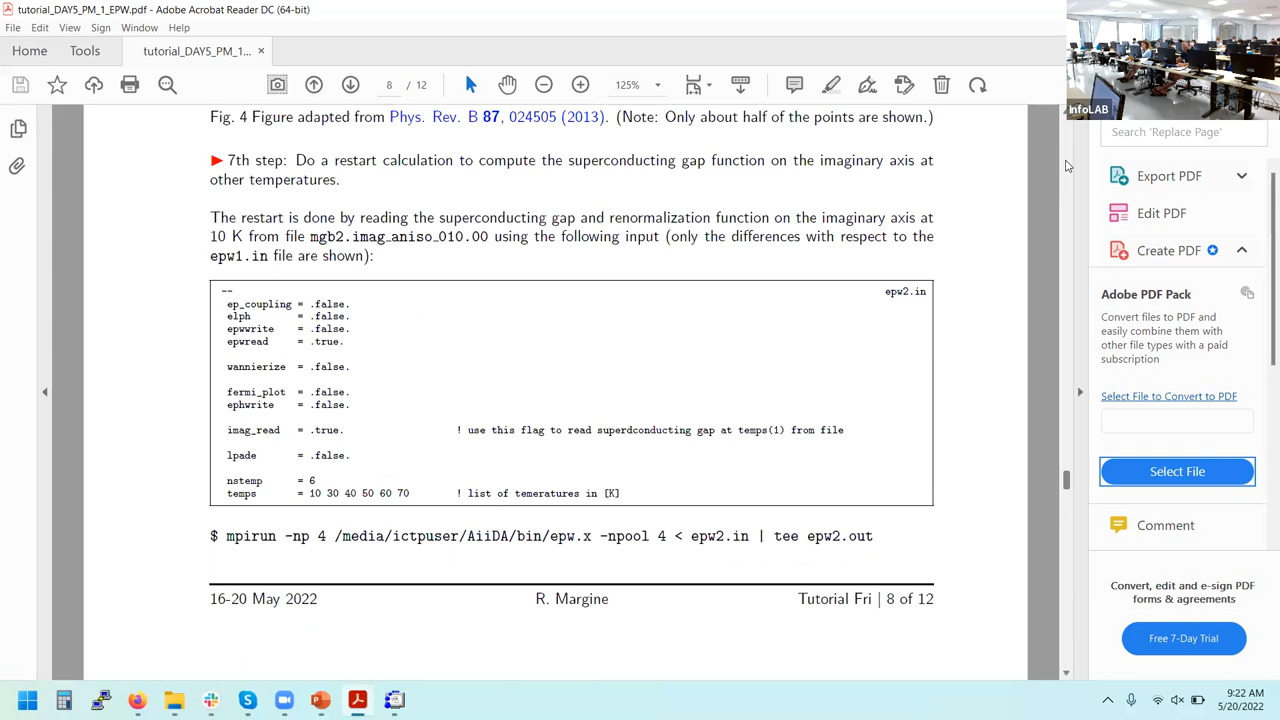 tutorial_DAY5_PM_1_EPW.pdf - Adobe Acrobat Reader DC (64-bit)
File Edit View Sign Window Help
Home Tools tutorial_DAY5_PM_1... ×
8 / 12 125%
InfoLAB
Fig. 4 Figure adapted from Phys. Rev. B 87, 024505 (2013). (Note: Only about half of the points are shown.)
▶ 7th step: Do a restart calculation to compute the superconducting gap function on the imaginary axis at
other temperatures.
The restart is done by reading the superconducting gap and renormalization function on the imaginary axis at
10 K from file mgb2.imag_aniso_010.00 using the following input (only the differences with respect to the
epw1.in file are shown):
-- epw2.in
ep_coupling = .false.
elph = .false.
epwwrite = .false.
epwread = .true.
wannierize = .false.
fermi_plot = .false.
ephwrite = .false.
imag_read = .true. ! use this flag to read superdconducting gap at temps(1) from file
lpade = .false.
nstemp = 6
temps = 10 30 40 50 60 70 ! list of temeratures in [K]
$ mpirun -np 4 /media/ictpuser/AiiDA/bin/epw.x -npool 4 < epw2.in | tee epw2.out
16-20 May 2022 R. Margine Tutorial Fri | 8 of 12
Search 'Replace Page'
Export PDF
Edit PDF
Create PDF
Adobe PDF Pack
Convert files to PDF and
easily combine them with
other file types with a paid
subscription
Select File to Convert to PDF
Select File
Comment
Convert, edit and e-sign PDF
forms & agreements
Free 7-Day Trial
9:22 AM
5/20/2022